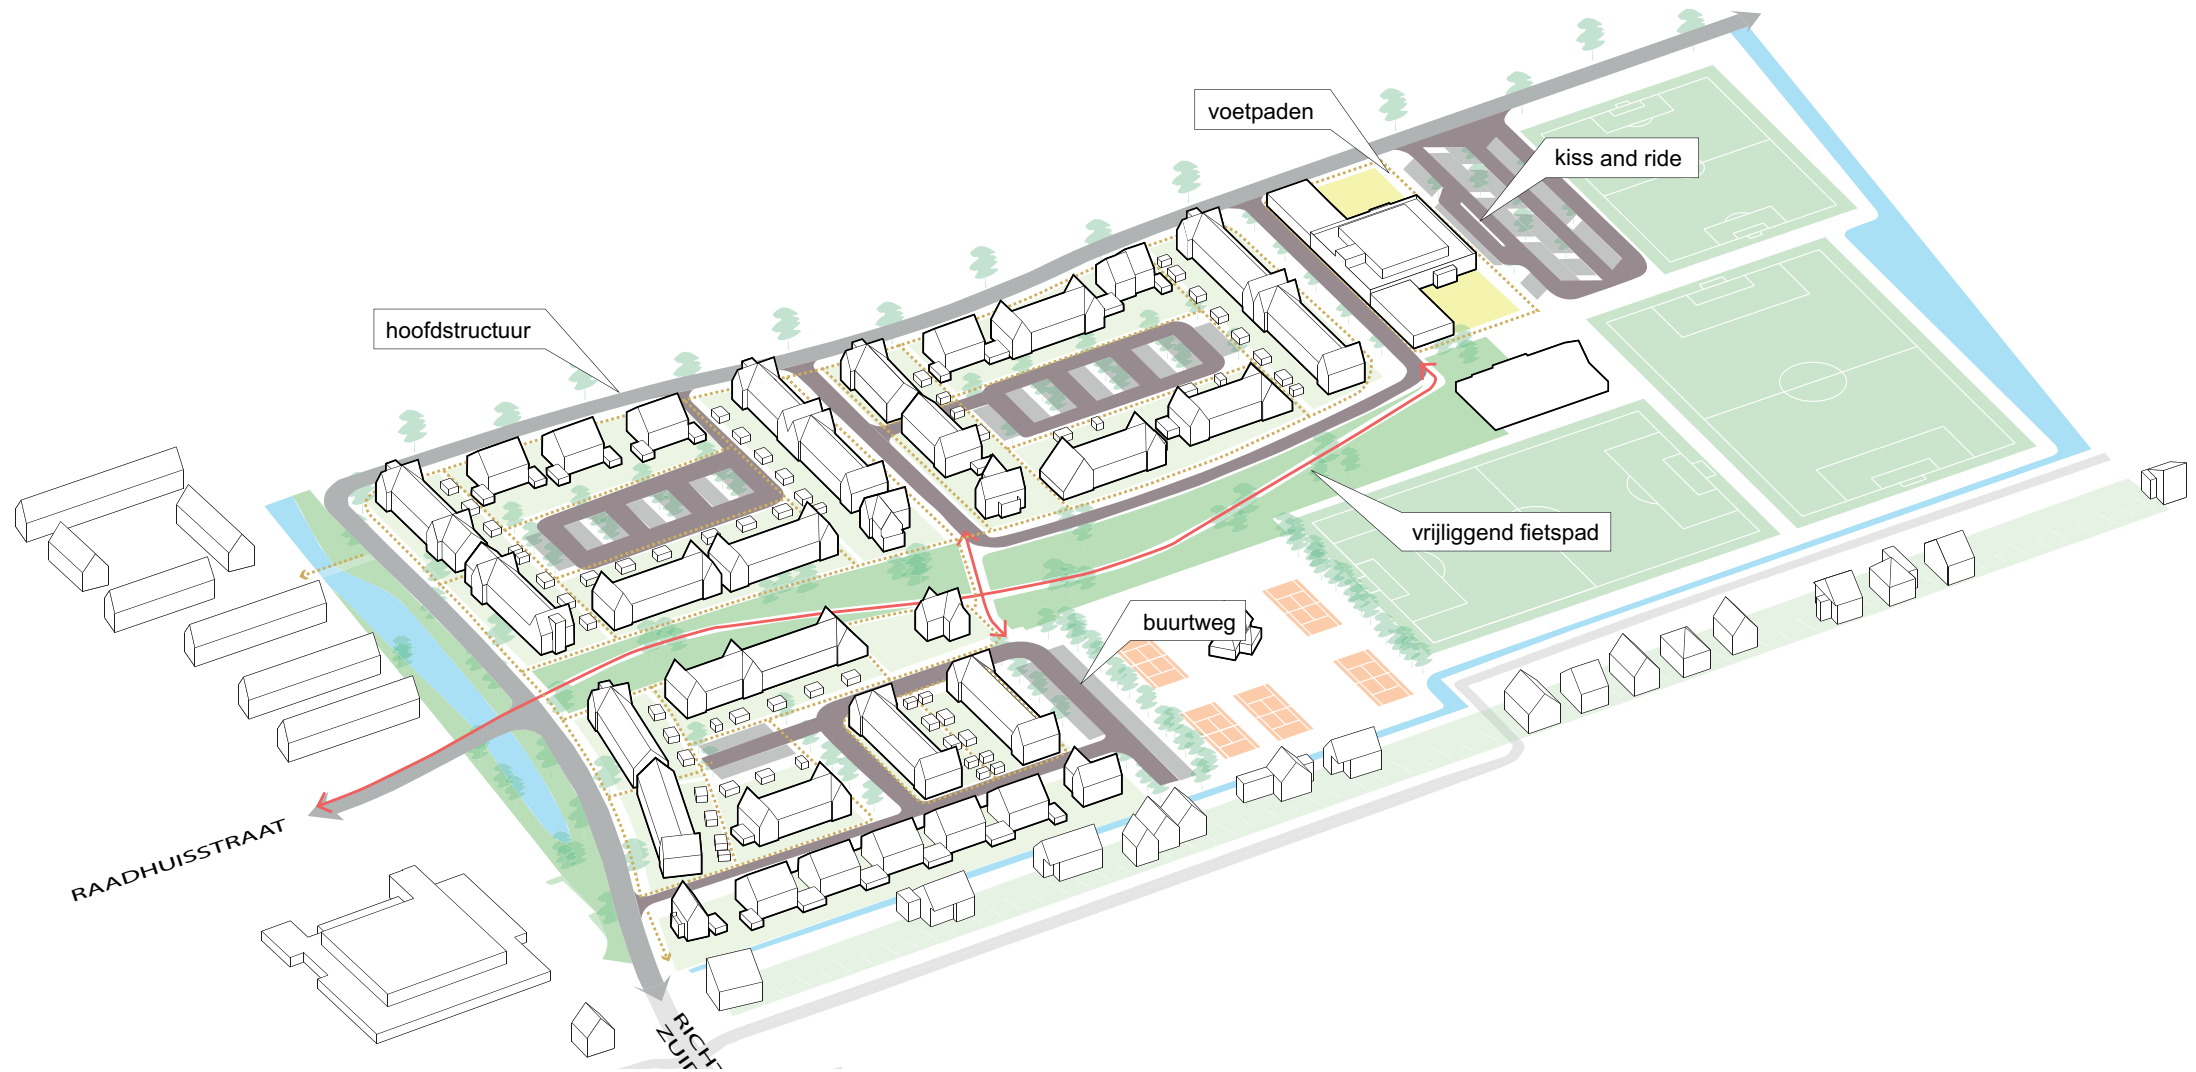 voetpaden
kiss and ride
hoofdstructuur
vrijliggend fietspad
buurtweg
RAADHUISSTRAAT